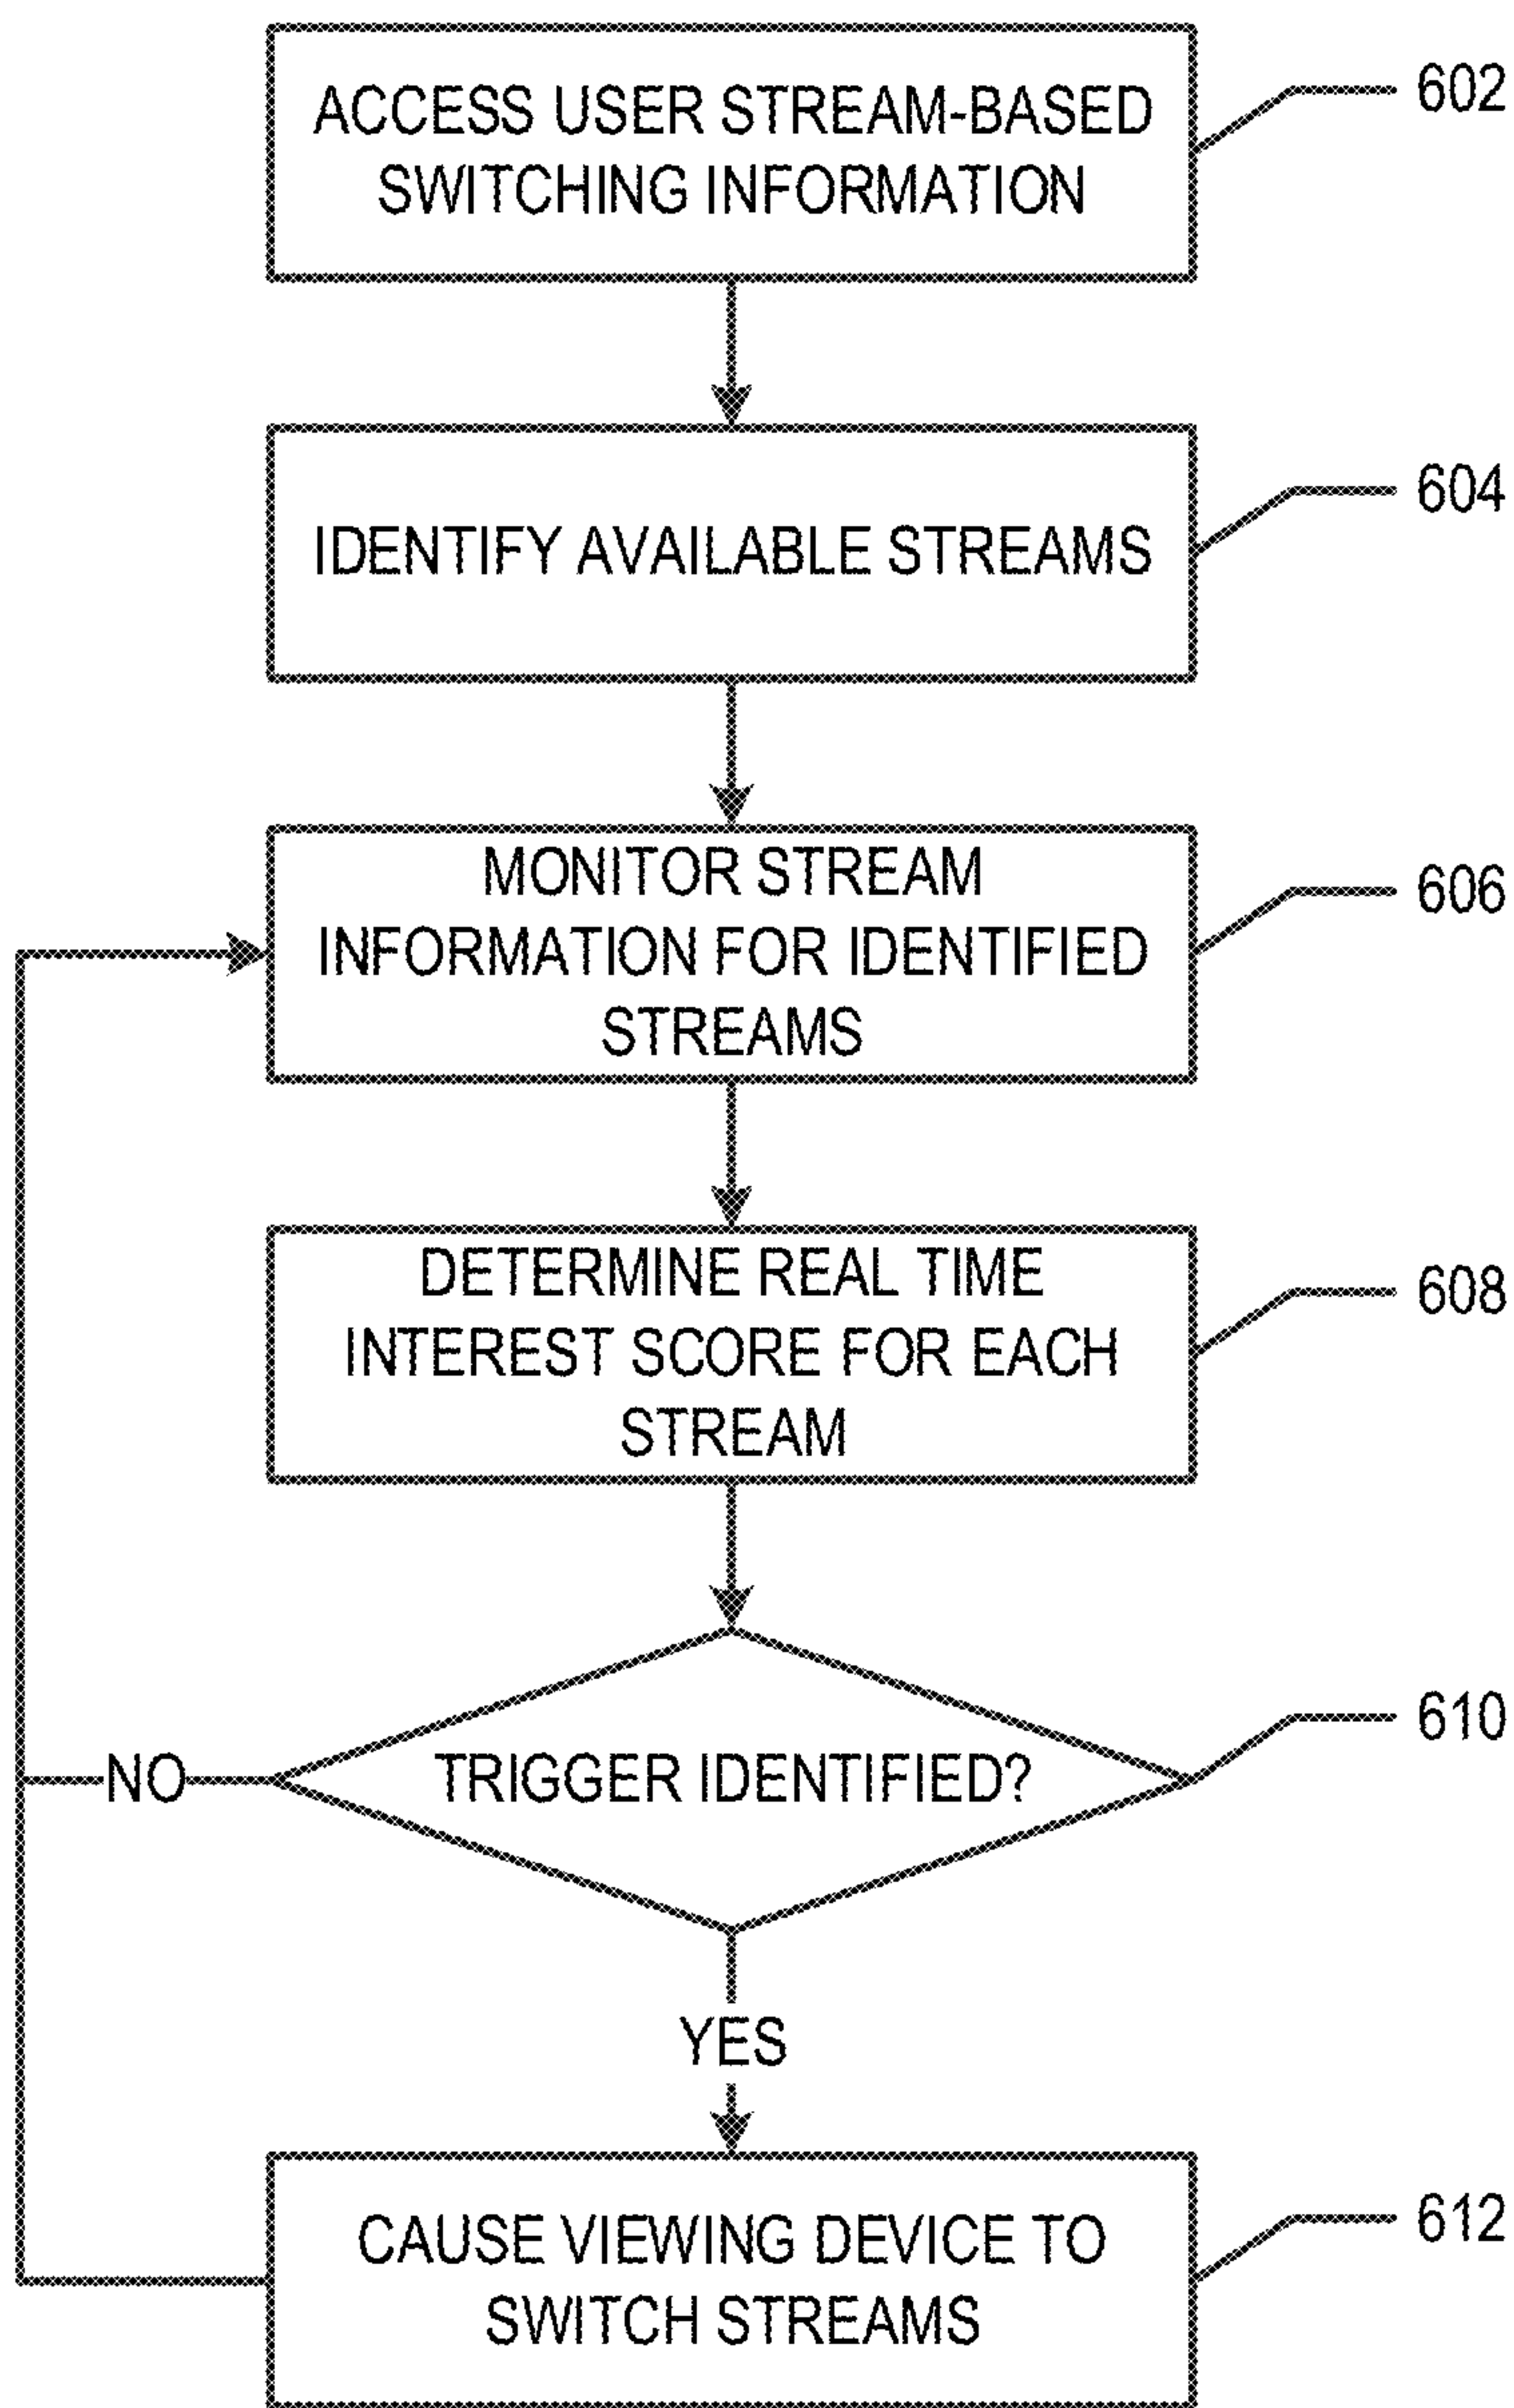 ACCESS USER STREAM-BASED
SWITCHING INFORMATION
602
IDENTIFY AVAILABLE STREAMS
604
MONITOR STREAM
INFORMATION FOR IDENTIFIED
STREAMS
606
DETERMINE REAL TIME
INTEREST SCORE FOR EACH
STREAM
608
TRIGGER IDENTIFIED?
610
NO
YES
CAUSE VIEWING DEVICE TO
SWITCH STREAMS
612